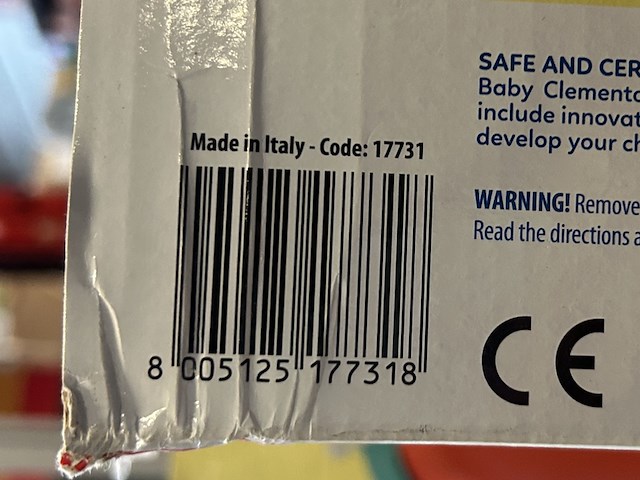 Made in Italy - Code: 17731
8 005125 177318
SAFE AND CER
Baby Clemento
include innovat
develop your ch
WARNING! Remove
Read the directions a
CE